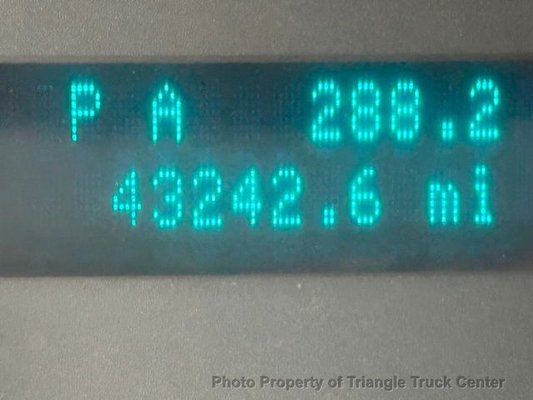 P A 288.2
43242.6 mi
Photo Property of Triangle Truck Center